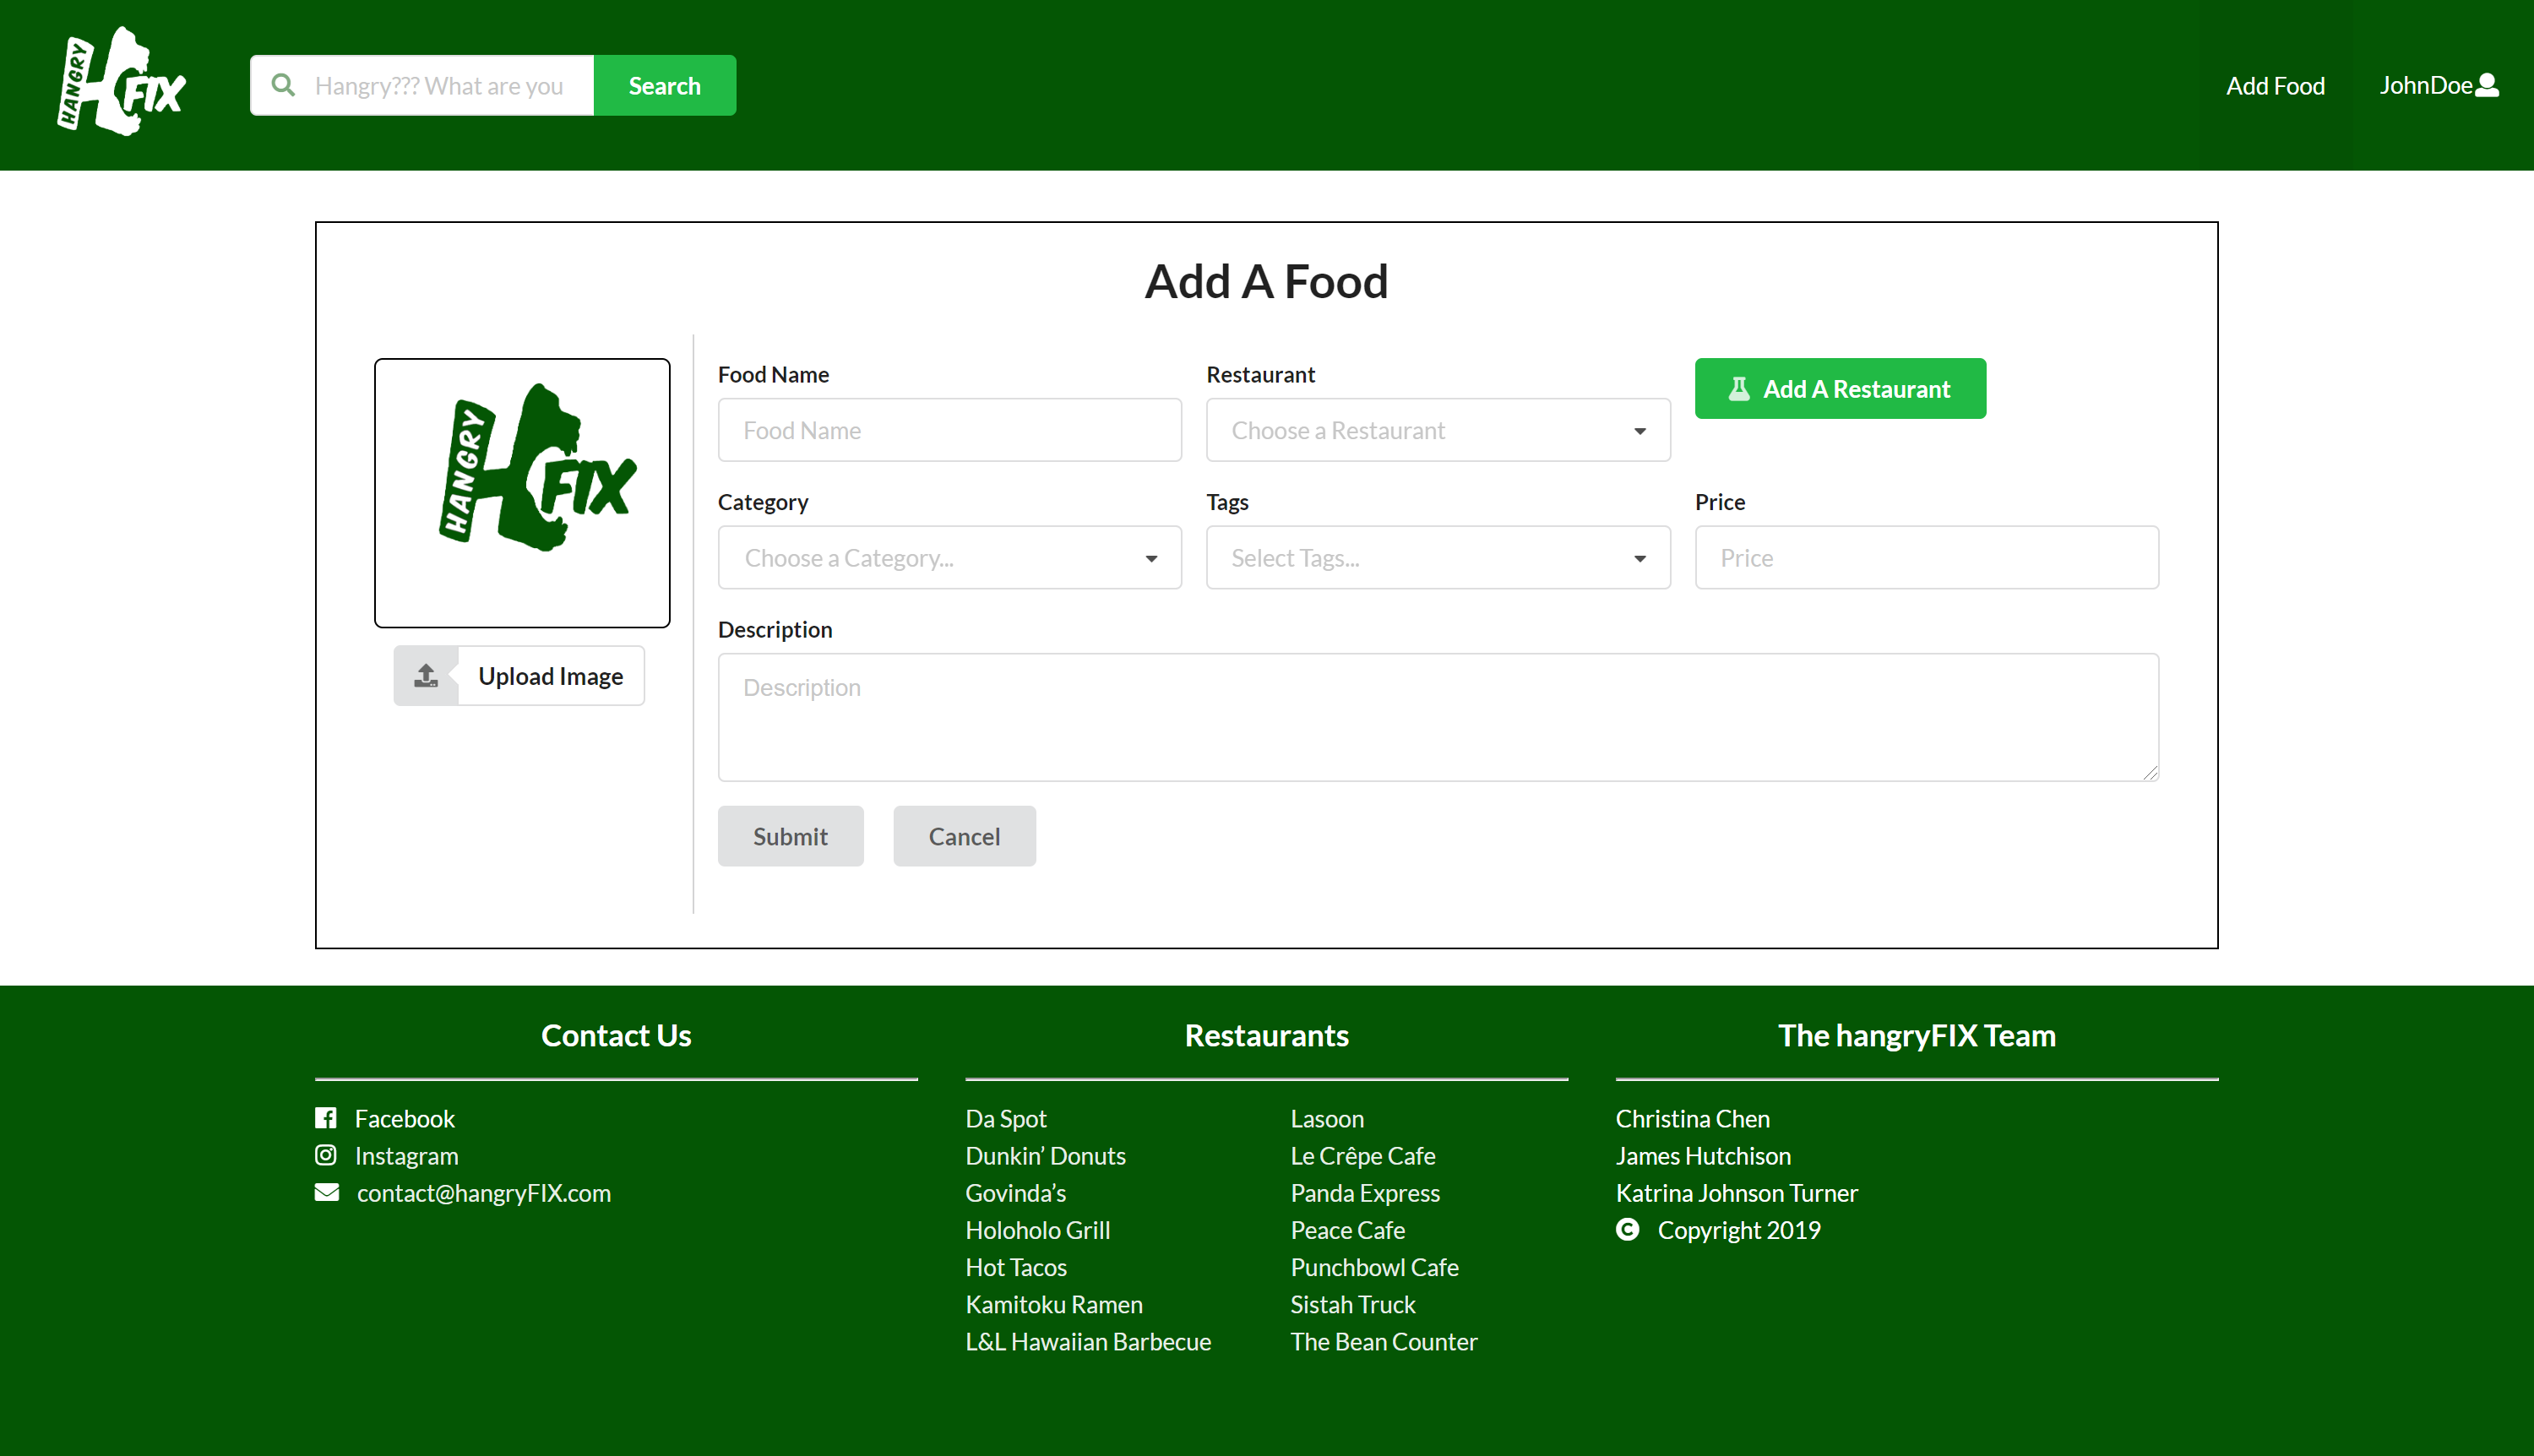 HANGRY FIX
Hangry??? What are you
Search
Add Food
JohnDoe
Add A Food
HANGRY FIX
Upload Image
Food Name
Restaurant
Add A Restaurant
Food Name
Choose a Restaurant
Category
Tags
Price
Choose a Category...
Select Tags...
Price
Description
Description
Submit
Cancel
Contact Us
Facebook
Instagram
contact@hangryFIX.com
Restaurants
Da Spot
Dunkin’ Donuts
Govinda’s
Holoholo Grill
Hot Tacos
Kamitoku Ramen
L&L Hawaiian Barbecue
Lasoon
Le Crêpe Cafe
Panda Express
Peace Cafe
Punchbowl Cafe
Sistah Truck
The Bean Counter
The hangryFIX Team
Christina Chen
James Hutchison
Katrina Johnson Turner
Copyright 2019